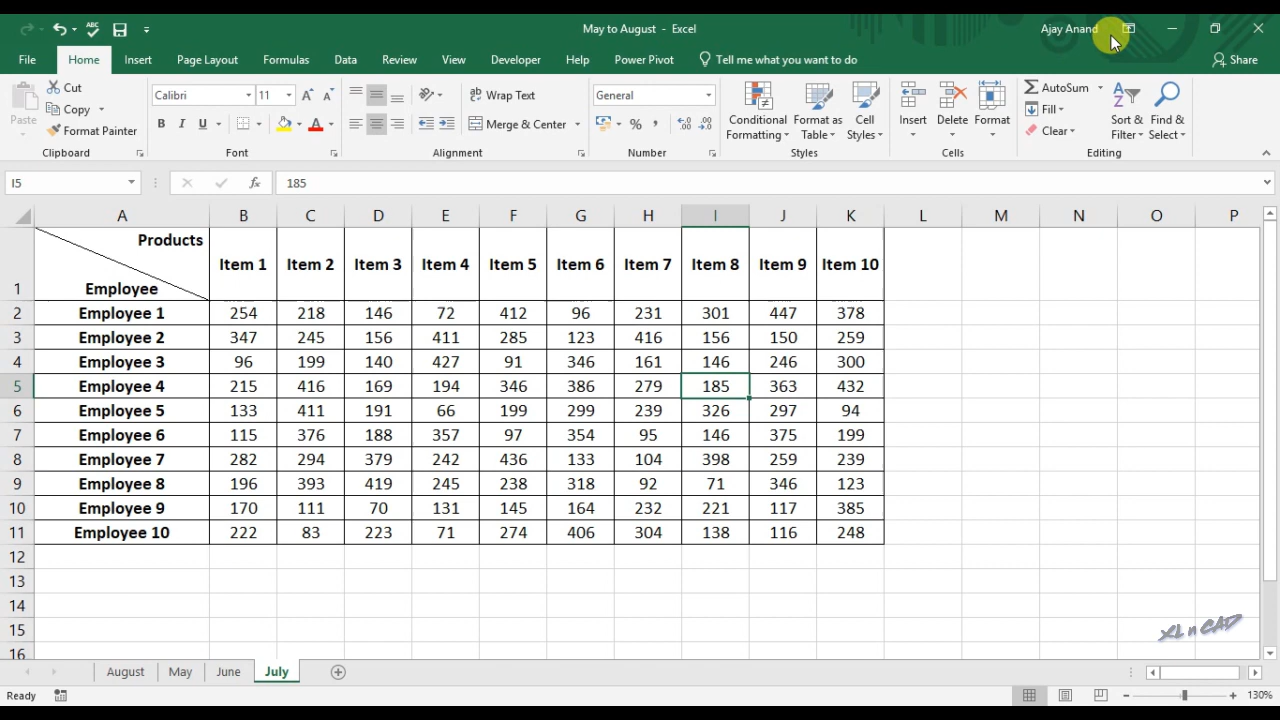 May to August - Excel
Ajay Anand
File Home Insert Page Layout Formulas Data Review View Developer Help Power Pivot Tell me what you want to do Share
Paste
Cut
Copy
Format Painter
Clipboard
Calibri 11
B I U
Font
Wrap Text
Merge & Center
Alignment
General
Number
Conditional Formatting
Format as Table
Cell Styles
Styles
Insert Delete Format
Cells
AutoSum
Fill
Clear
Sort & Filter
Find & Select
Editing
I5 fx 185
A B C D E F G H I J K L M N O P
1 Products Employee Item 1 Item 2 Item 3 Item 4 Item 5 Item 6 Item 7 Item 8 Item 9 Item 10
2 Employee 1 254 218 146 72 412 96 231 301 447 378
3 Employee 2 347 245 156 411 285 123 416 156 150 259
4 Employee 3 96 199 140 427 91 346 161 146 246 300
5 Employee 4 215 416 169 194 346 386 279 185 363 432
6 Employee 5 133 411 191 66 199 299 239 326 297 94
7 Employee 6 115 376 188 357 97 354 95 146 375 199
8 Employee 7 282 294 379 242 436 133 104 398 259 239
9 Employee 8 196 393 419 245 238 318 92 71 346 123
10 Employee 9 170 111 70 131 145 164 232 221 117 385
11 Employee 10 222 83 223 71 274 406 304 138 116 248
12
13
14
15
16
XL n CAD
August May June July
Ready 130%